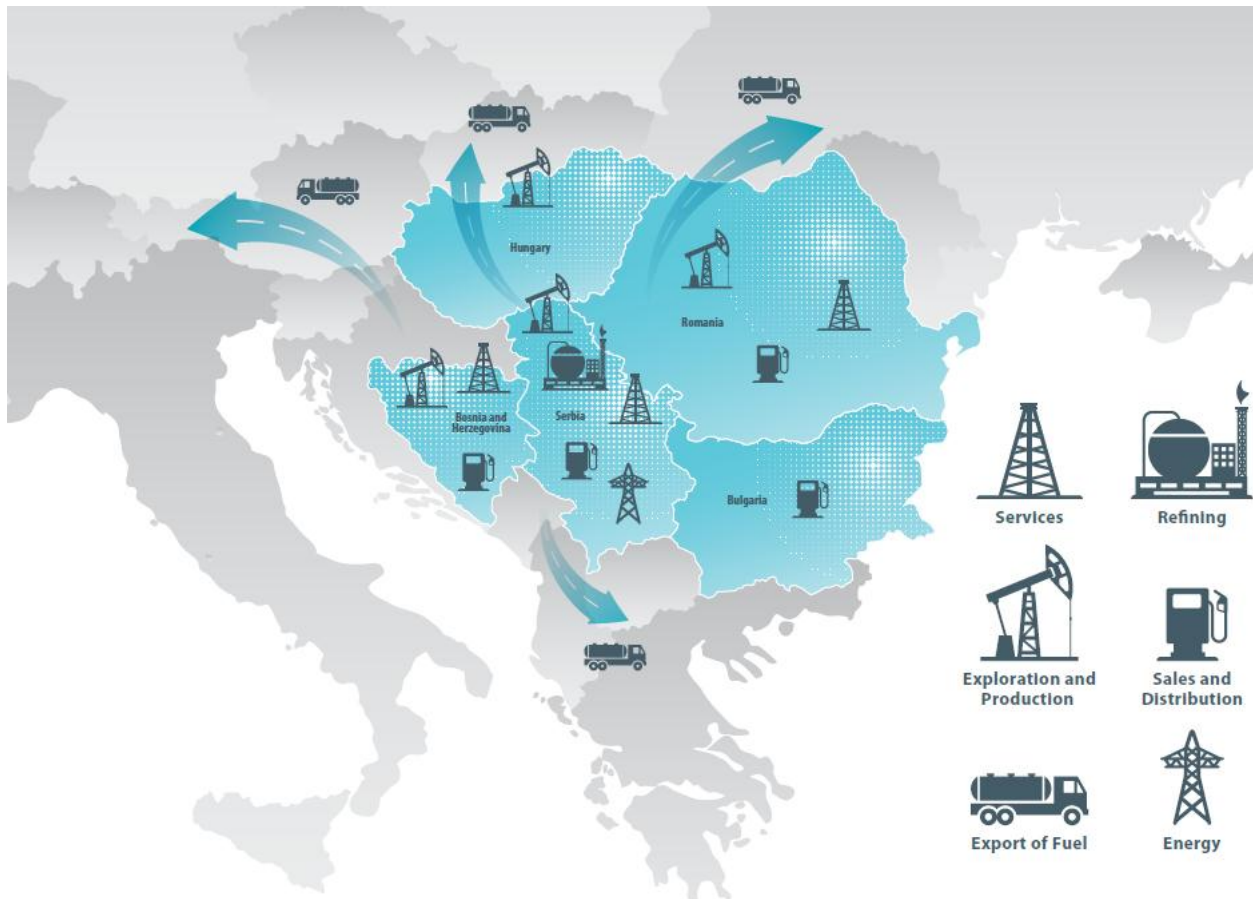 Hungary
Romania
Bosnia and
Herzegovina
Serbia
Bulgaria
Services
Refining
Exploration and
Production
Sales and
Distribution
Export of Fuel
Energy